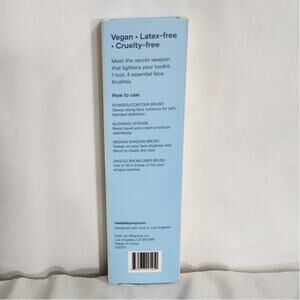 Vegan • Latex-free
• Cruelty-free
Meet the secret weapon
that lightens your toolkit.
1 tool: 4 essential face
brushes.
How to use:
POWDER/CONTOUR BRUSH
Sweep along face contours for soft,
blended definition.
BLENDING SPONGE
Blend liquid and cream products
seamlessly.
MEDIUM SHADOW BRUSH
Sweep on your face shadows and
blend to create any look.
ANGLED BROW/LINER BRUSH
Use to fill in brows, or for your
winged eyeliner.
Designed with love in Los Angeles
Los Angeles, CA
Made in China